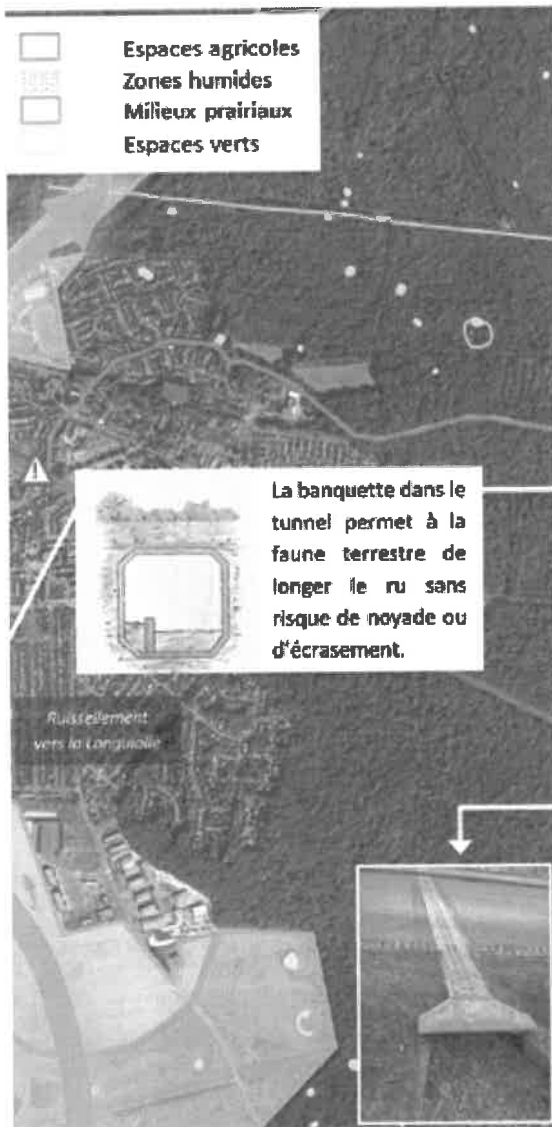 Espaces agricoles
Zones humides
Milieux prairiaux
Espaces verts
La banquette dans le
tunnel permet à la
faune terrestre de
longer le ru sans
risque de noyade ou
d'écrasement.
Ruissellement
vers la